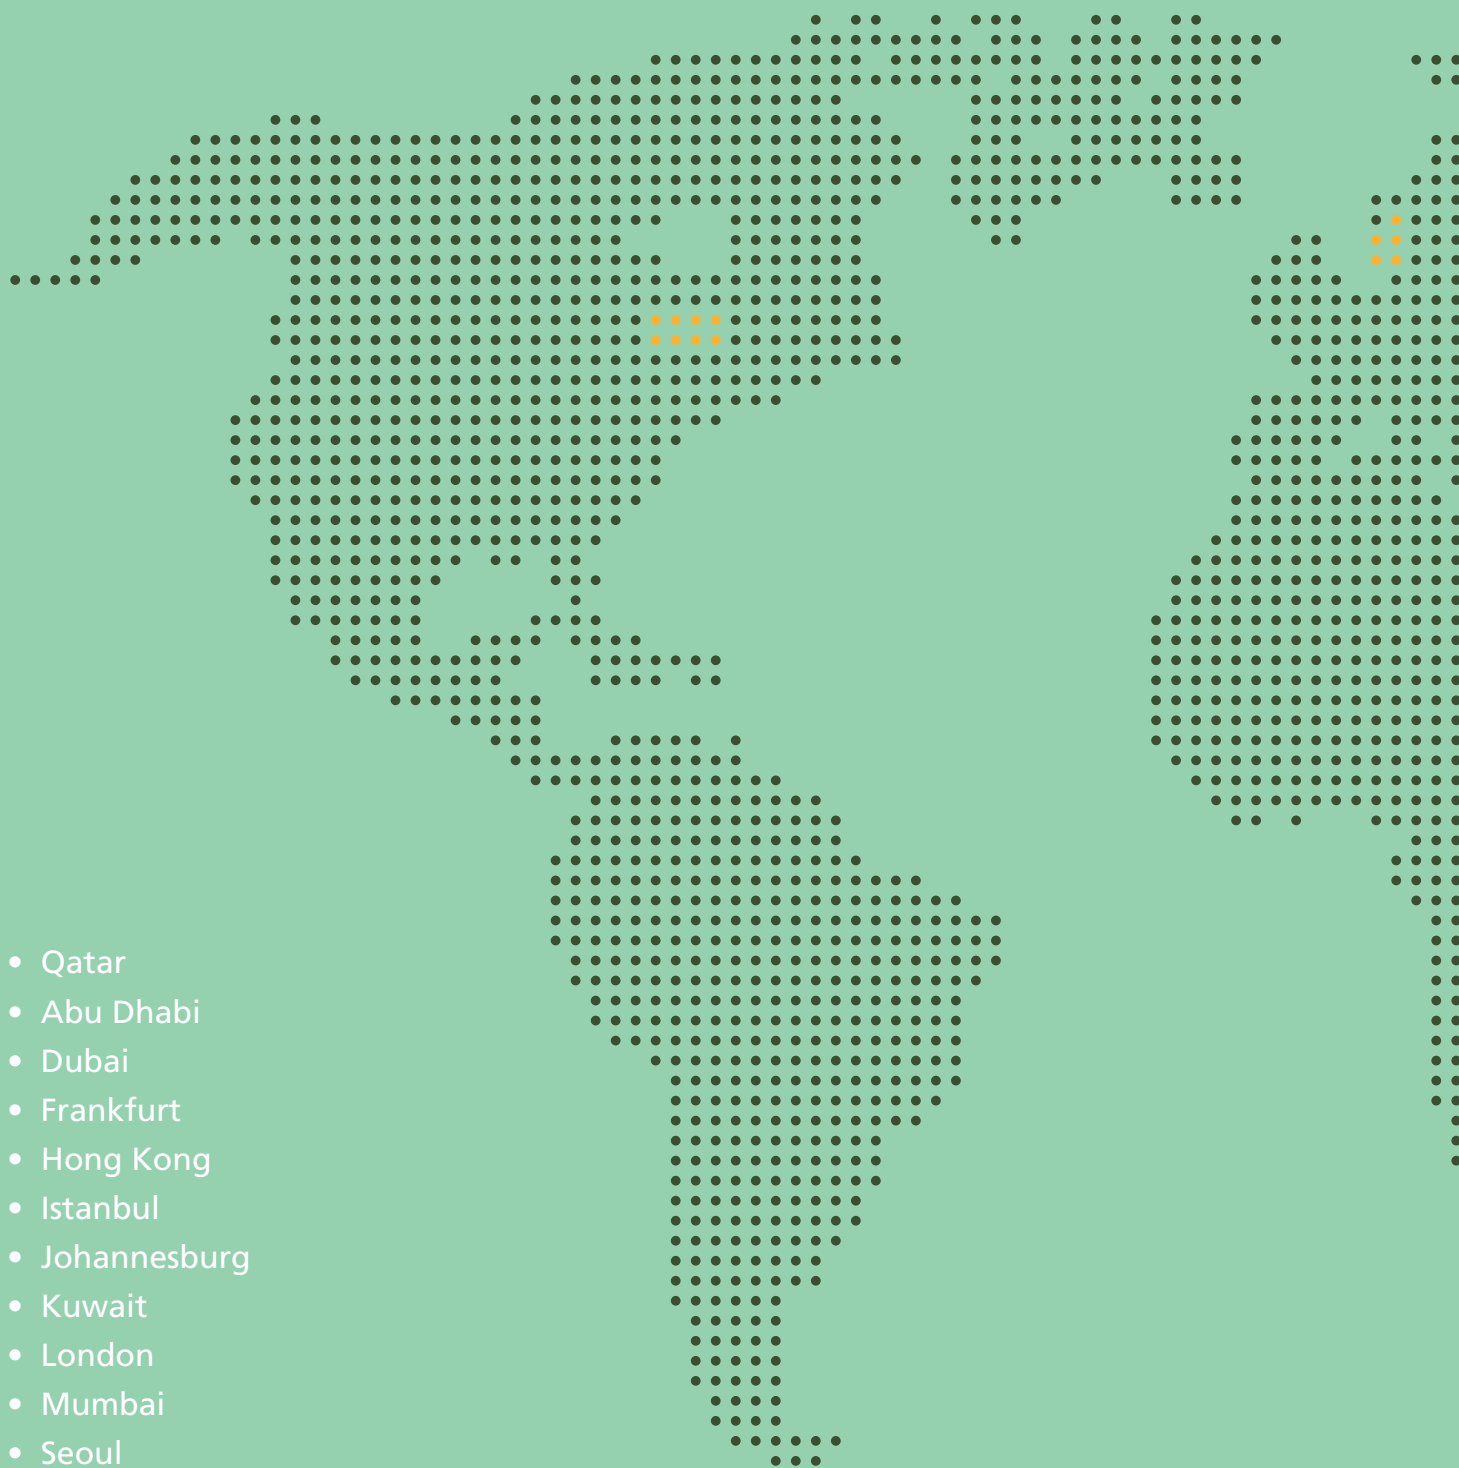 • Qatar
• Abu Dhabi
• Dubai
• Frankfurt
• Hong Kong
• Istanbul
• Johannesburg
• Kuwait
• London
• Mumbai
• Seoul